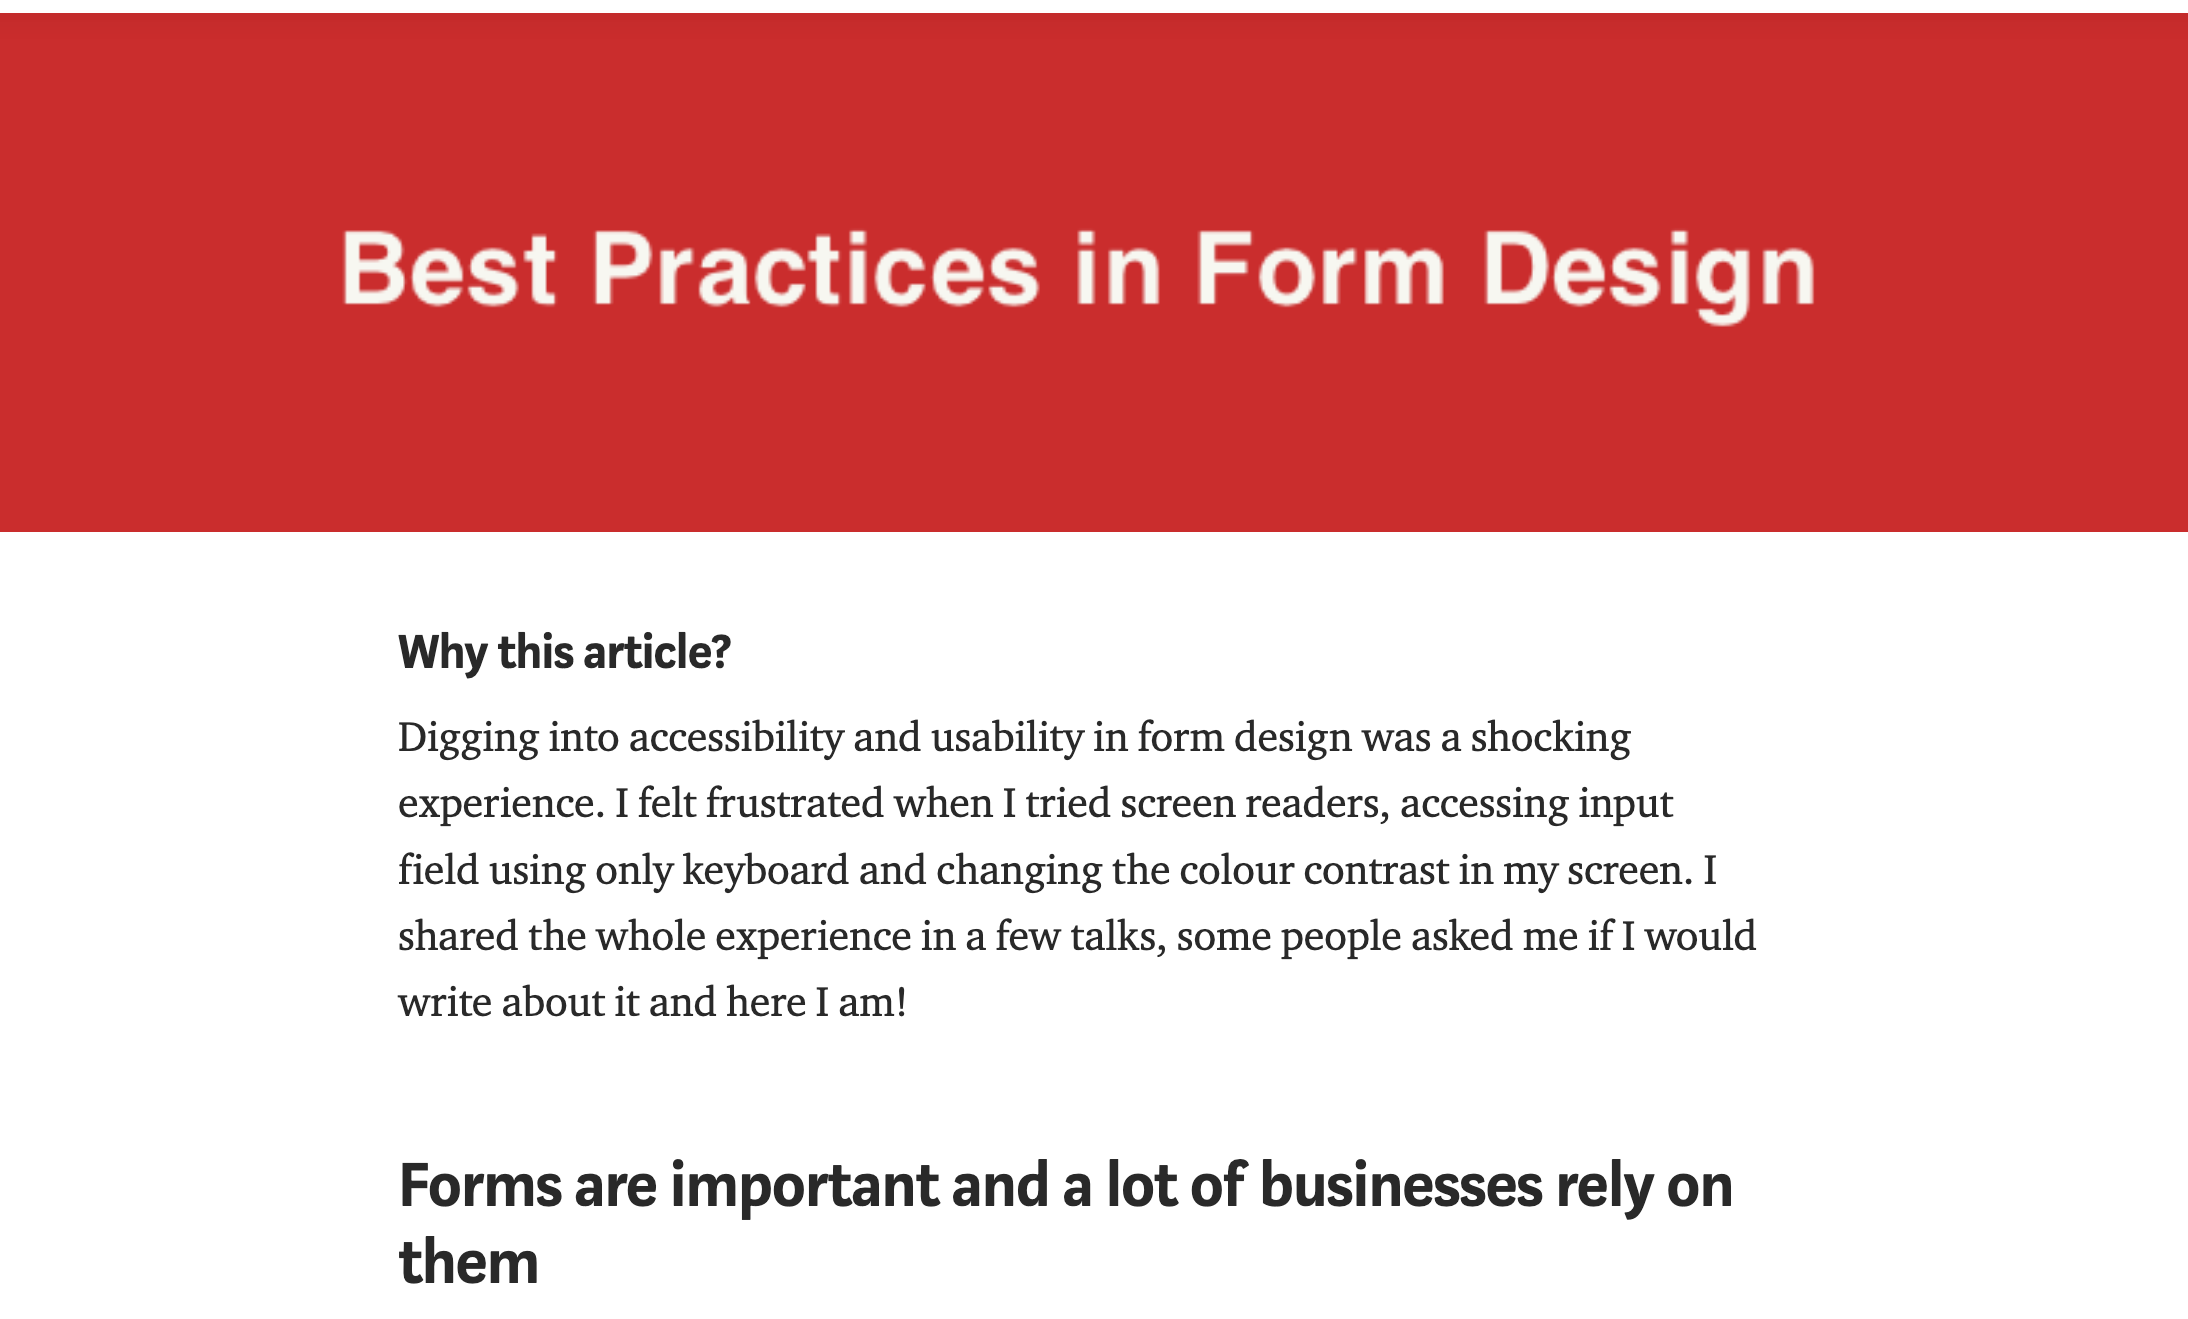 Best Practices in Form Design
Why this article?
Digging into accessibility and usability in form design was a shocking
experience. I felt frustrated when I tried screen readers, accessing input
field using only keyboard and changing the colour contrast in my screen. I
shared the whole experience in a few talks, some people asked me if I would
write about it and here I am!
Forms are important and a lot of businesses rely on
them